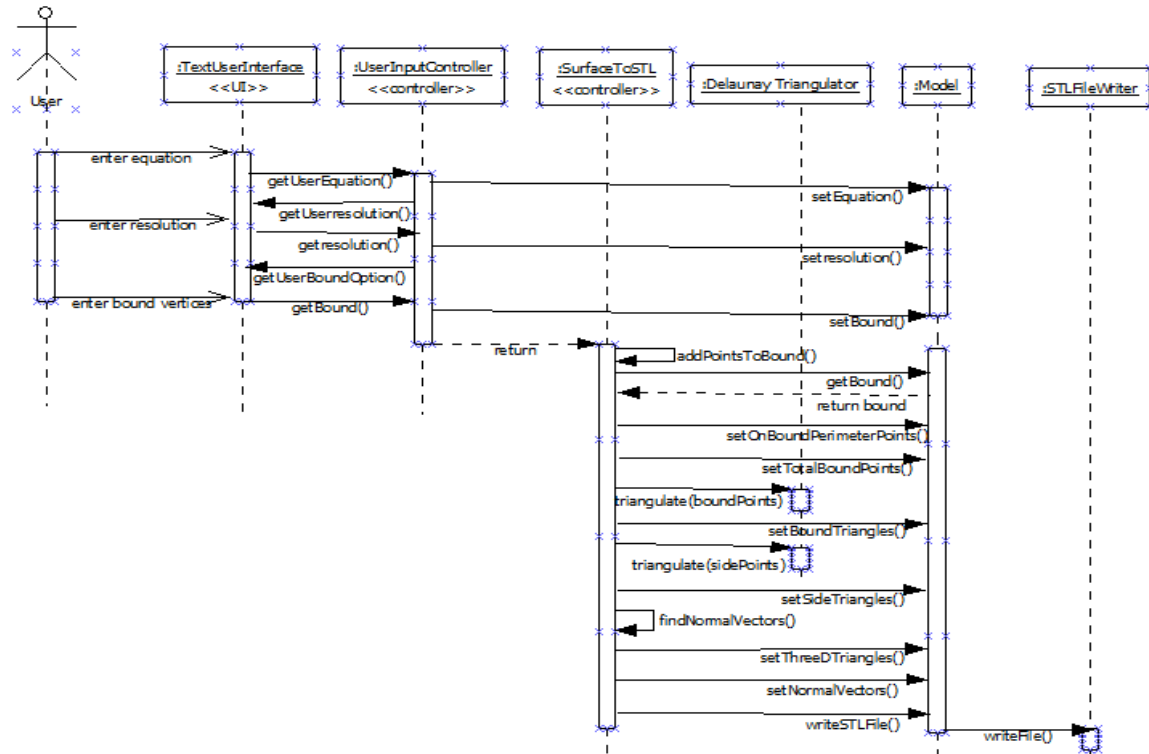 :TextUserInterface
<<UI>>
:UserInputController
<<controller>>
:SurfaceToSTL
<<controller>>
:Delaunay Triangulator
:Model
:STLFileWriter
User
enter equation
getUserEquation()
setEquation()
getUserresolution()
enter resolution
getresolution()
setresolution()
getUserBoundOption()
enter bound vertices
getBound()
setBound()
return
addPointsToBound()
getBound()
return bound
setOnBoundPerimeterPoints()
setTotalBoundPoints()
triangulate(boundPoints)
setBoundTriangles()
triangulate(sidePoints)
setSideTriangles()
findNormalVectors()
setThreeDTriangles()
setNormalVectors()
writeSTLFile()
writeFile()